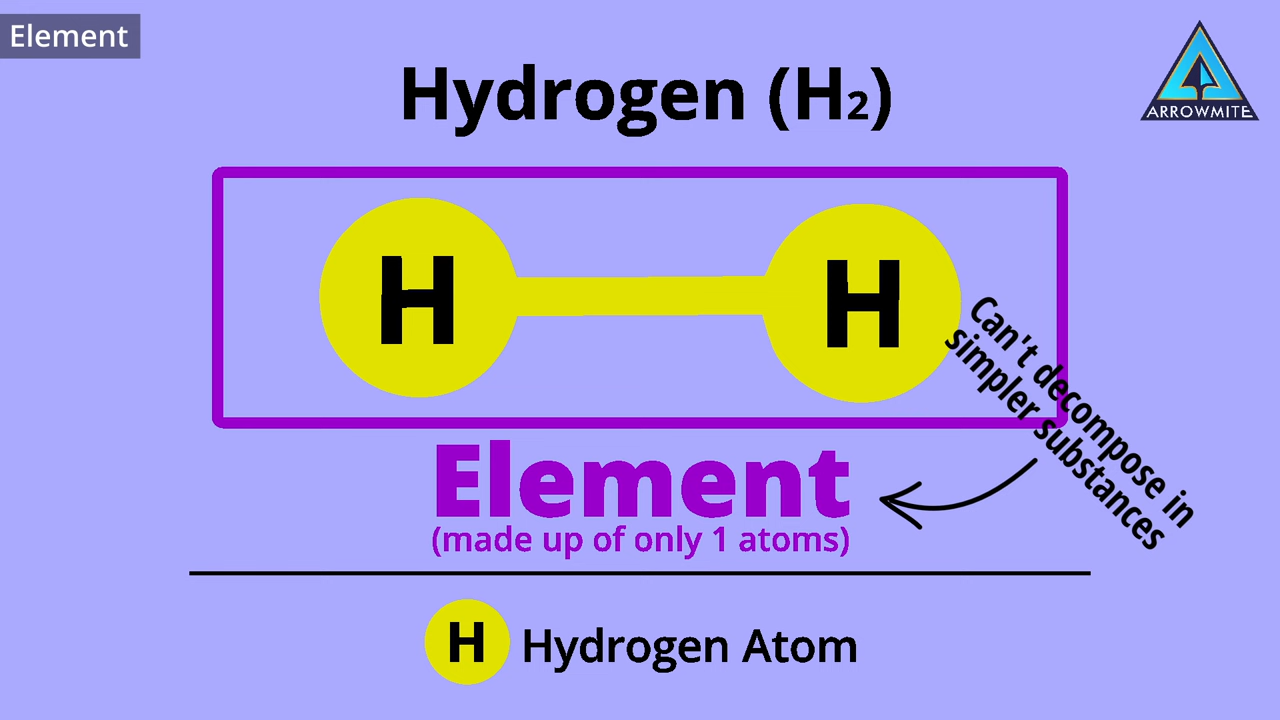 Element
Hydrogen (H₂)
ARROWMITE
H H
Can't decompose in
simpler substances
Element
(made up of only 1 atoms)
H Hydrogen Atom